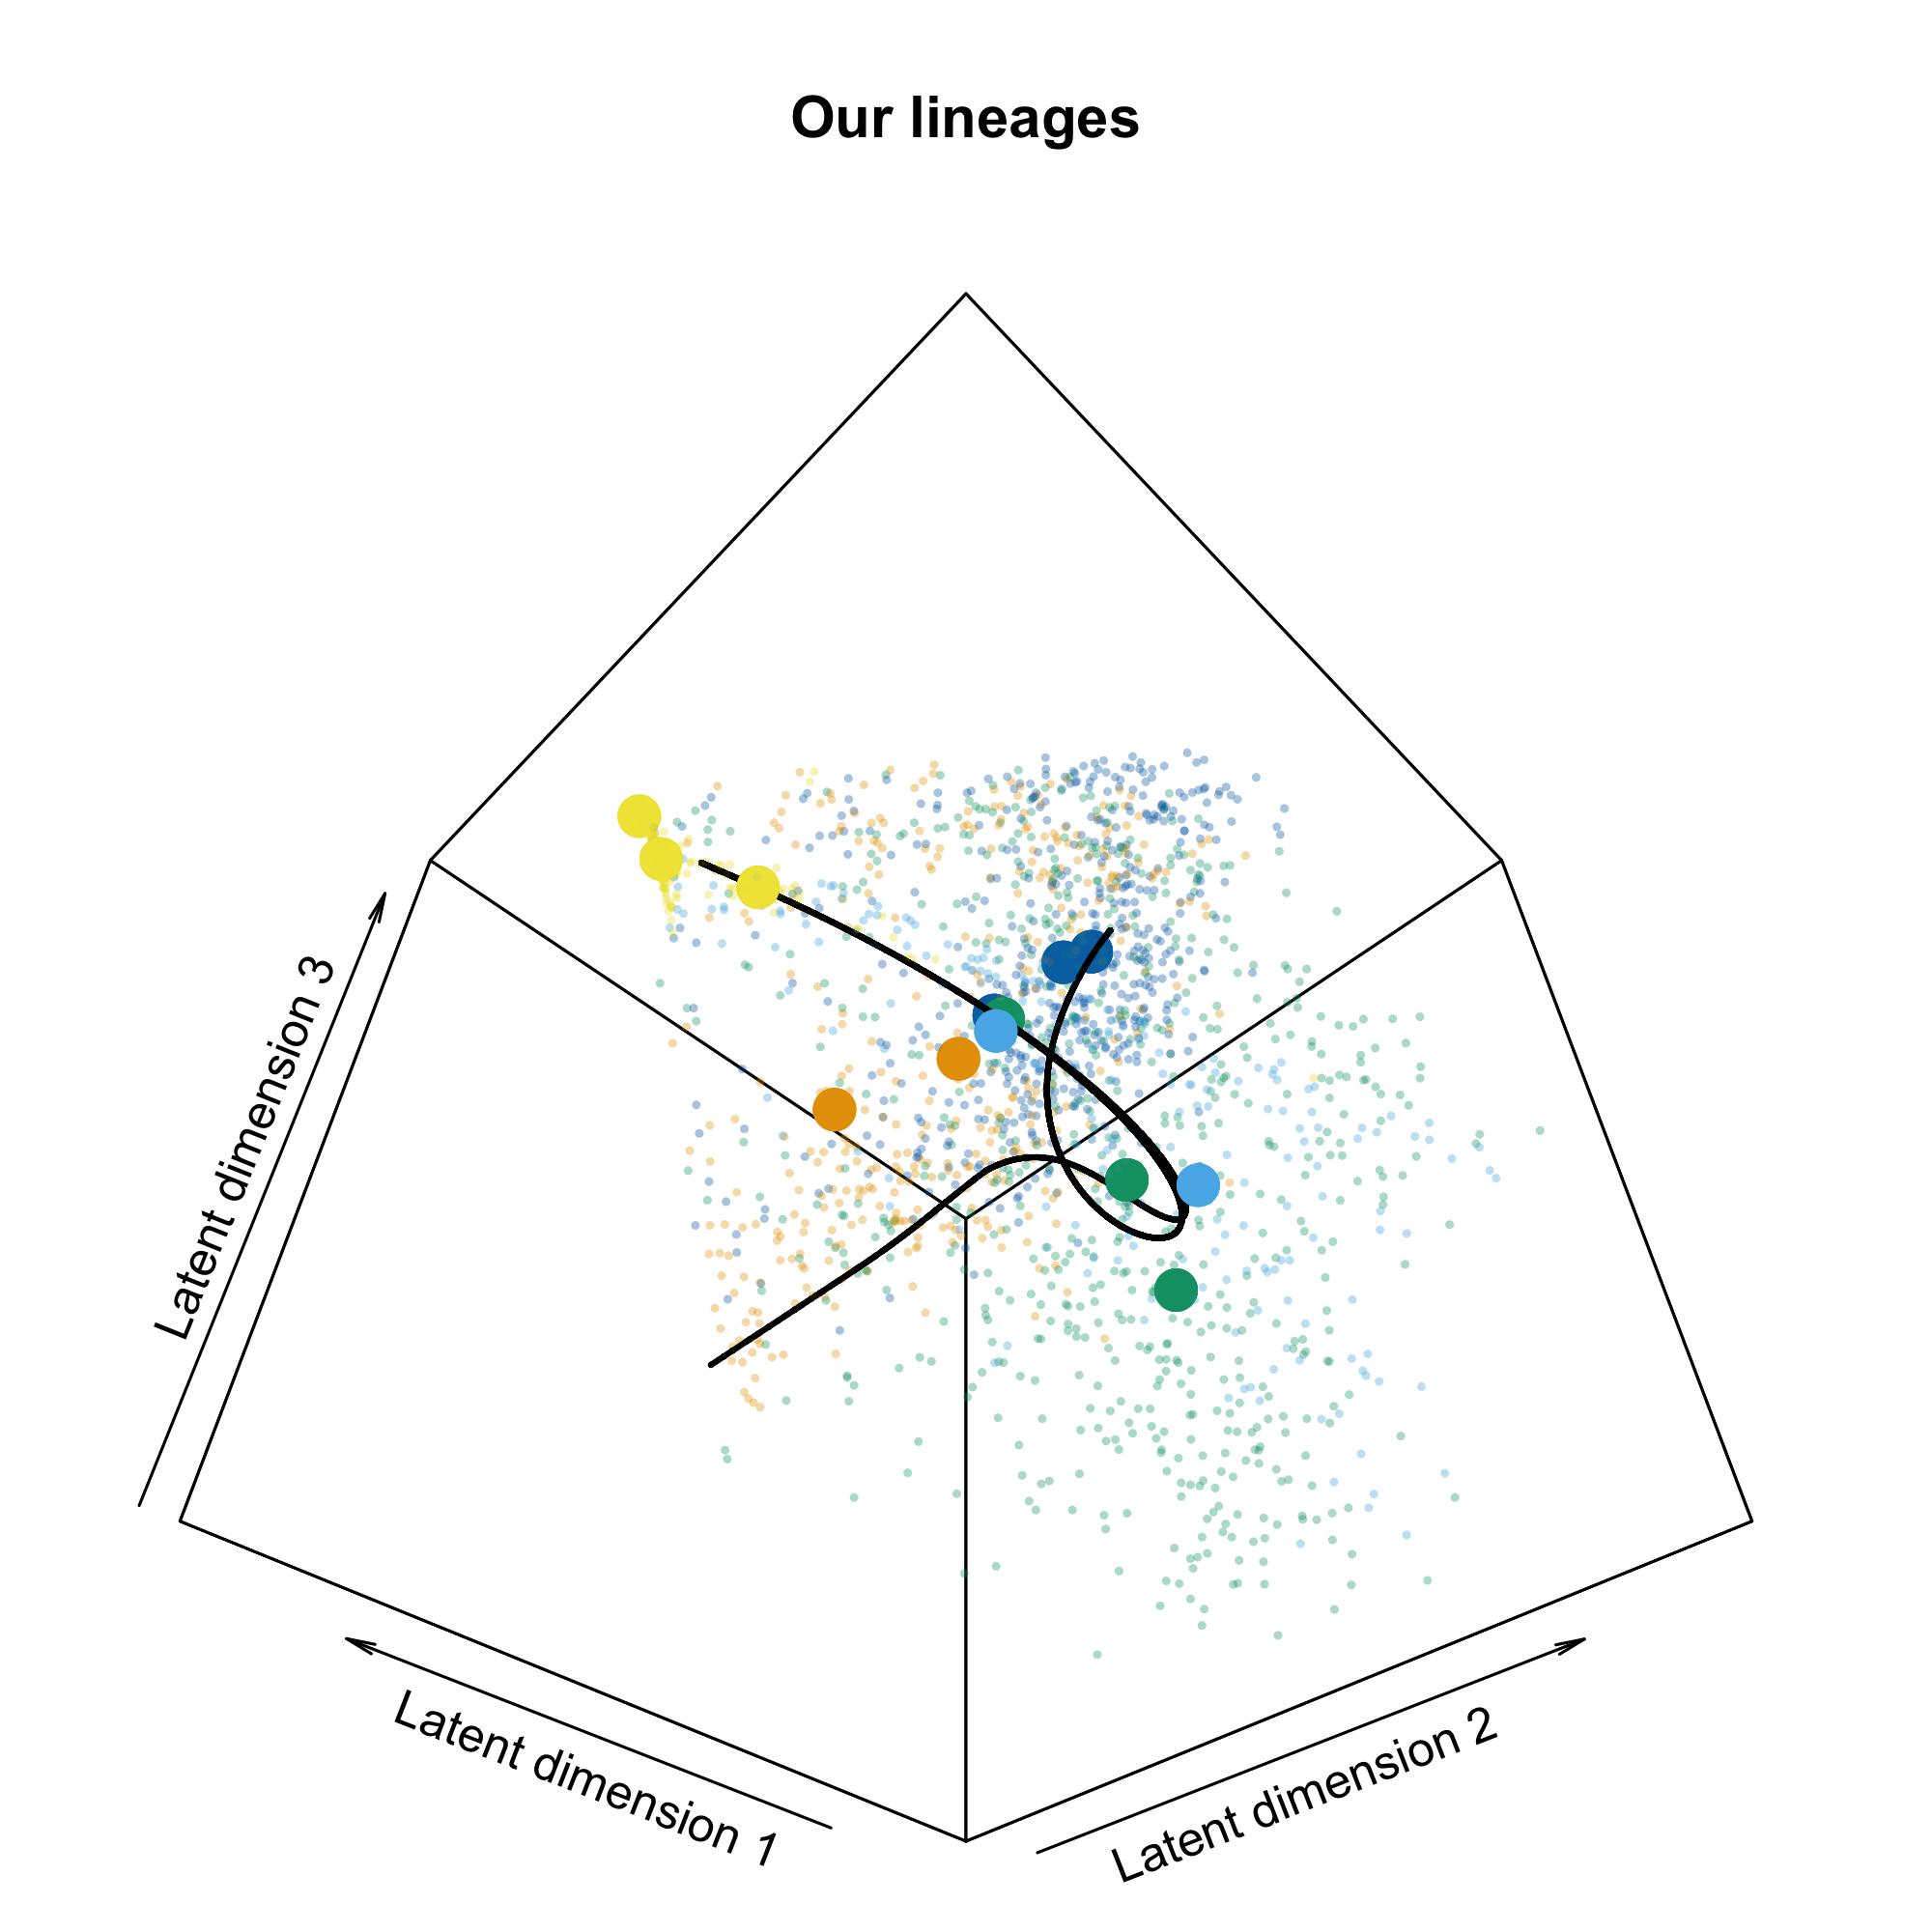 Our lineages
Latent dimension 3
Latent dimension 1
Latent dimension 2